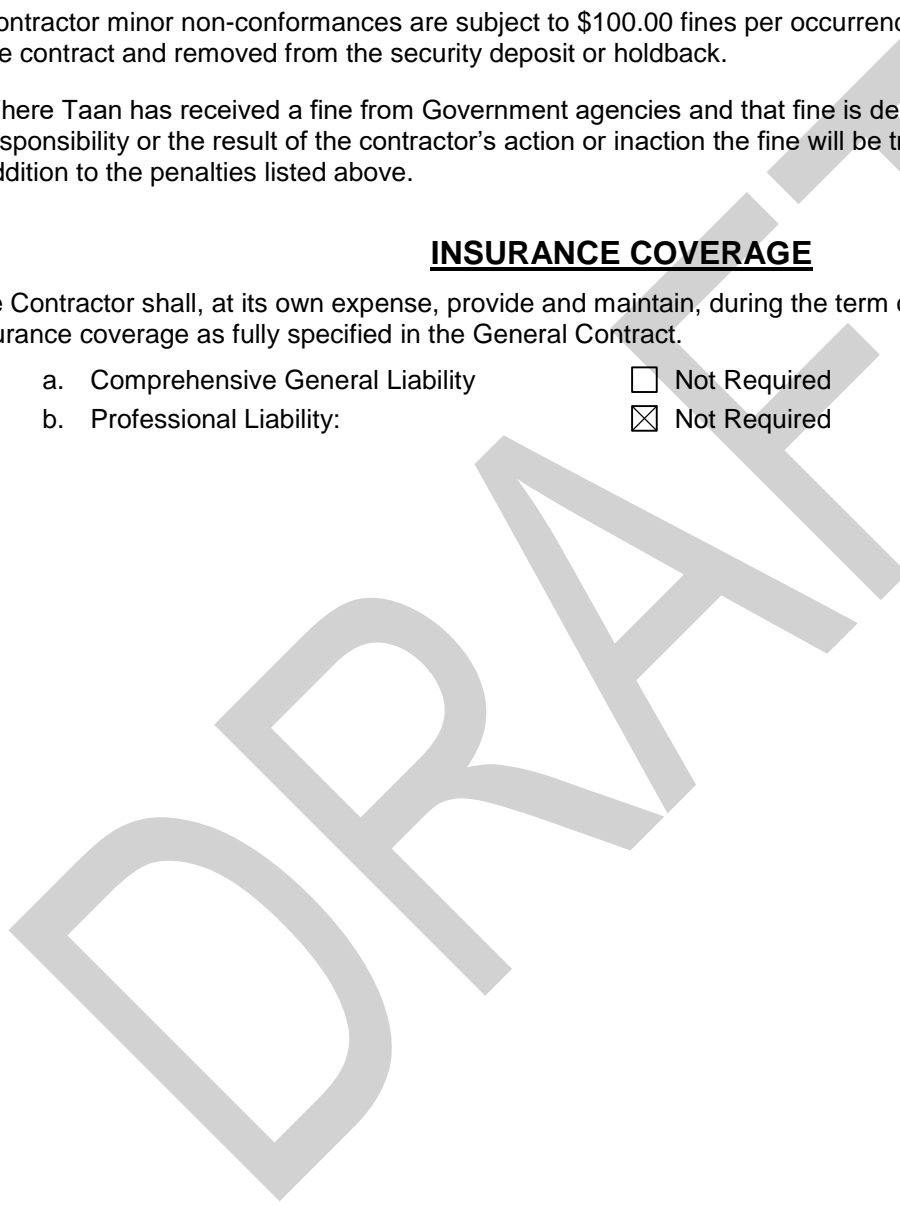 ontractor minor non-conformances are subject to $100.00 fines per occurrenc
e contract and removed from the security deposit or holdback.
here Taan has received a fine from Government agencies and that fine is de
sponsibility or the result of the contractor's action or inaction the fine will be tr
ddition to the penalties listed above.
INSURANCE COVERAGE
e Contractor shall, at its own expense, provide and maintain, during the term o
urance coverage as fully specified in the General Contract.
a. Comprehensive General Liability ☐ Not Required
b. Professional Liability: ☒ Not Required
DRAFT